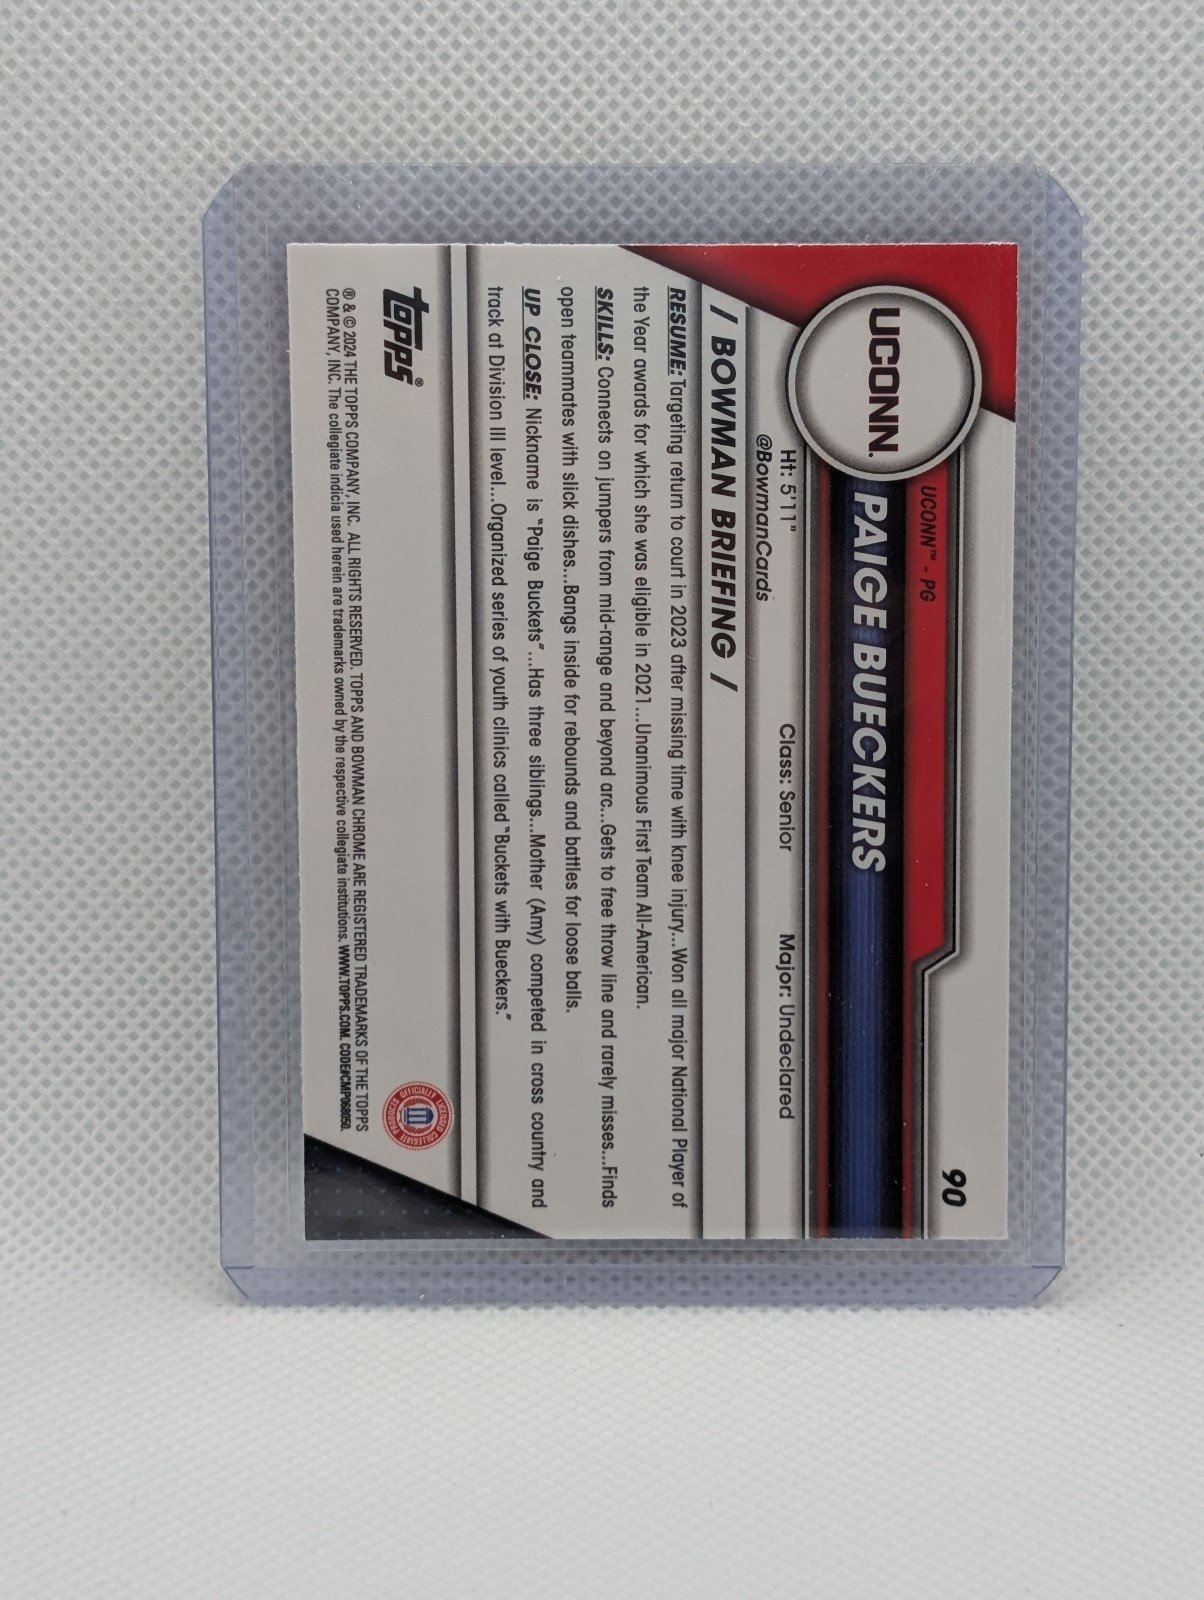 90
UCONN™ - PG
UCONN.
PAIGE BUECKERS
Ht: 5'11" Class: Senior Major: Undeclared
@BowmanCards
/ BOWMAN BRIEFING /
RESUME: Targeting return to court in 2023 after missing time with knee injury...Won all major National Player of
the Year awards for which she was eligible in 2021...Unanimous First Team All-American.
SKILLS: Connects on jumpers from mid-range and beyond arc...Gets to free throw line and rarely misses...Finds
open teammates with slick dishes...Bangs inside for rebounds and battles for loose balls.
UP CLOSE: Nickname is "Paige Buckets"...Has three siblings...Mother (Amy) competed in cross country and
track at Division III level...Organized series of youth clinics called "Buckets with Bueckers."
topps®
OFFICIALLY LICENSED COLLEGIATE PRODUCTS
® & © 2024 THE TOPPS COMPANY, INC. ALL RIGHTS RESERVED. TOPPS AND BOWMAN CHROME ARE REGISTERED TRADEMARKS OF THE TOPPS
COMPANY, INC. The collegiate indicia used herein are trademarks owned by the respective collegiate institutions. WWW.TOPPS.COM. CODE#CMP068050.